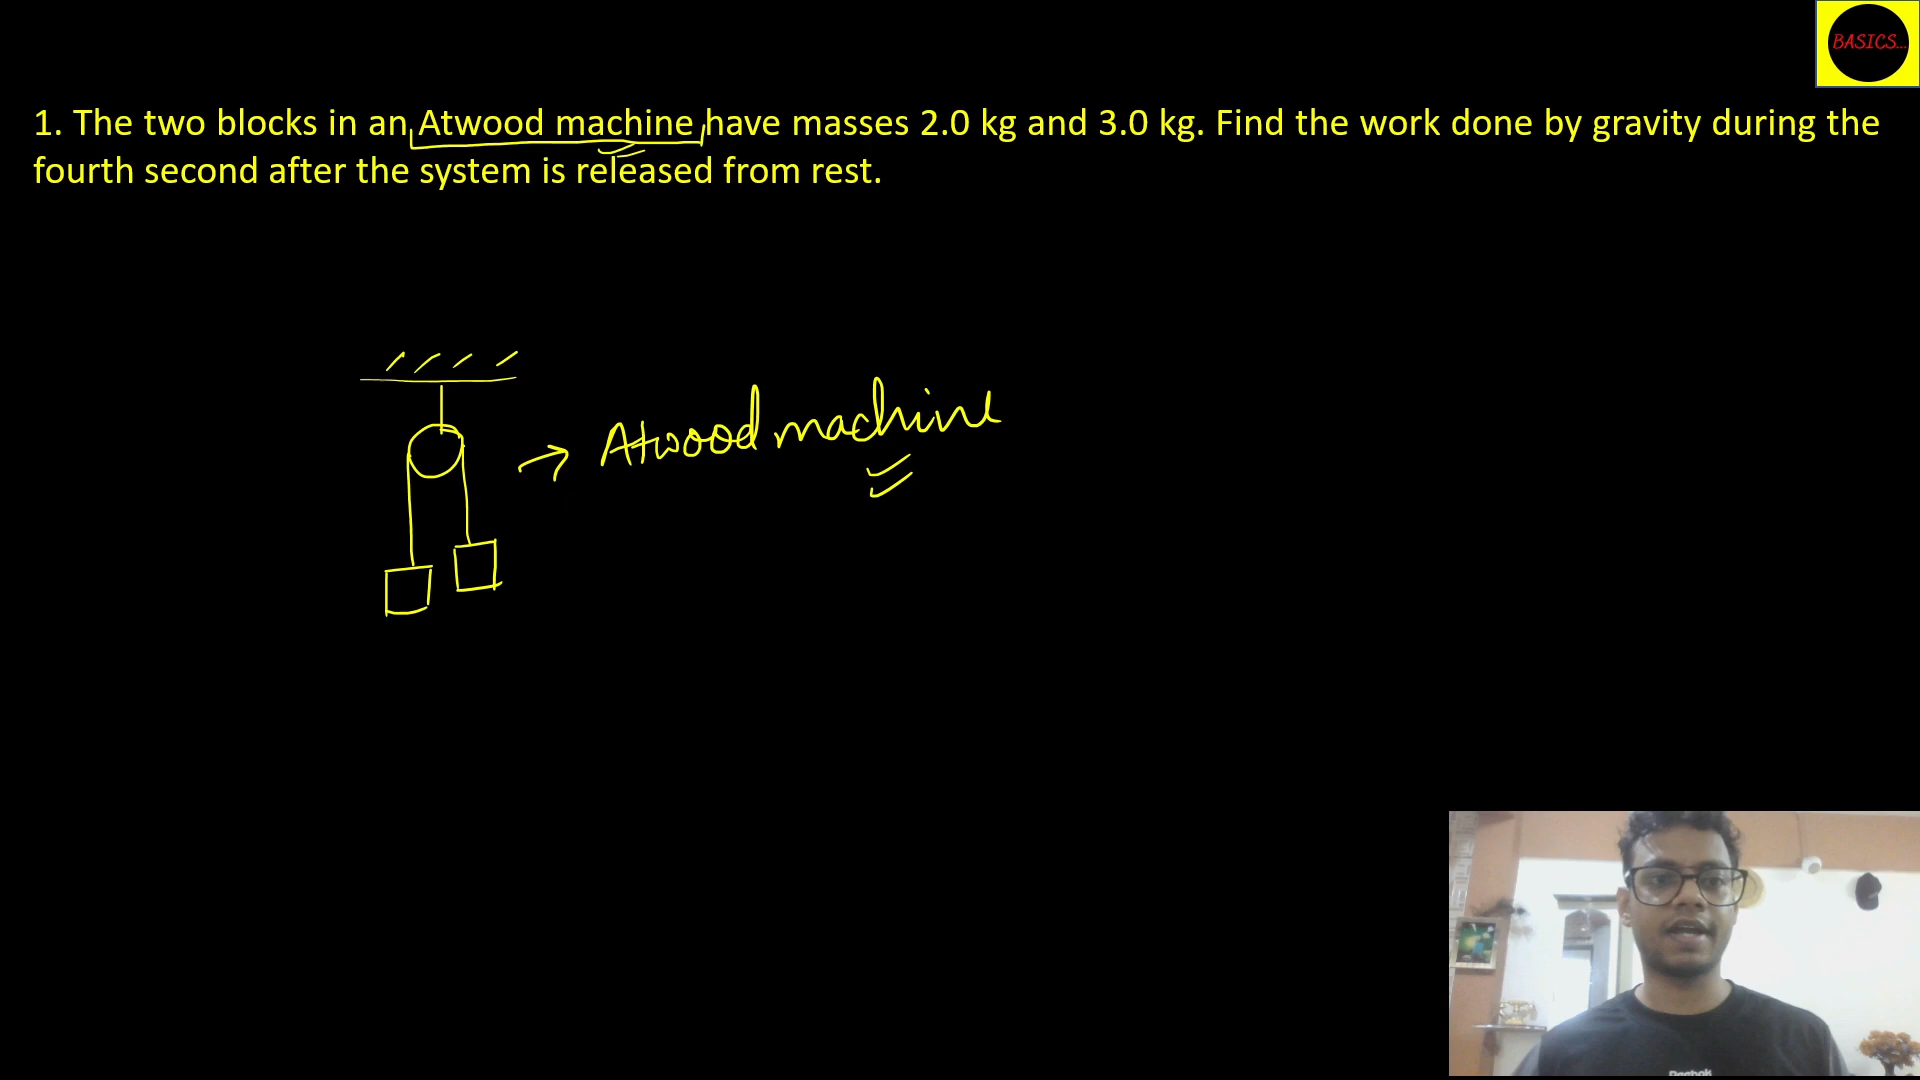 BASICS...
1. The two blocks in an Atwood machine have masses 2.0 kg and 3.0 kg. Find the work done by gravity during the
fourth second after the system is released from rest.
Atwood machine
Reebok